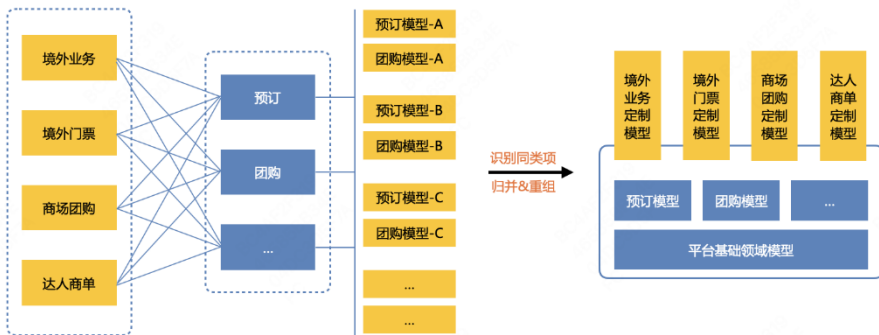 境外业务
境外门票
商场团购
达人商单
预订
团购
...
预订模型-A
团购模型-A
预订模型-B
团购模型-B
预订模型-C
团购模型-C
...
...
识别同类项
归并&重组
境外
业务
定制
模型
境外
门票
定制
模型
商场
团购
定制
模型
达人
商单
定制
模型
预订模型
团购模型
...
平台基础领域模型